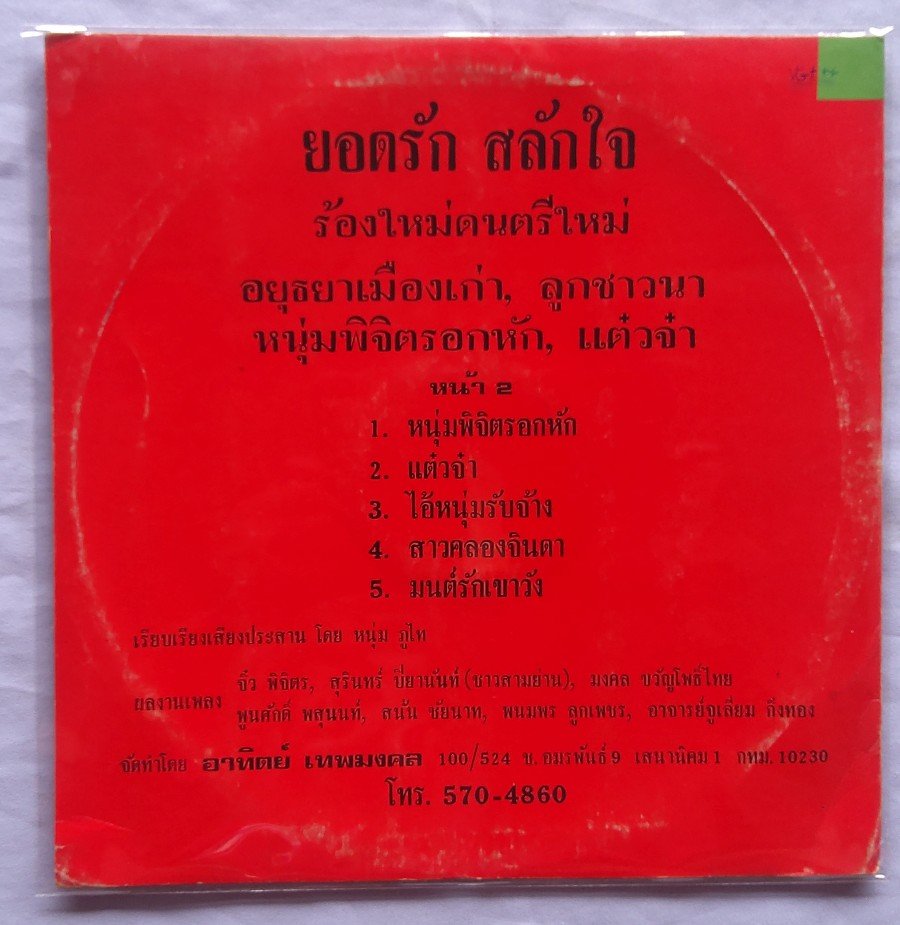 ยอดรัก สลักใจ
ร้องใหม่ดนตรีใหม่
อยุธยาเมืองเก่า, ลูกชาวนา
หนุ่มพิจิตรอกหัก, แต๋วจ๋า
หน้า 2
1. หนุ่มพิจิตรอกหัก
2. แต๋วจ๋า
3. ไอ้หนุ่มรับจ้าง
4. สาวคลองจินดา
5. มนต์รักเขาวัง
เรียบเรียงเสียงประสาน โดย หนุ่ม ภูไท
ผลงานเพลง จิ๋ว พิจิตร, สุรินทร์ ปิยานันท์ (ชาวสามย่าน), มงคล ขวัญโพธิ์ไทย
พูนศักดิ์ พสุนนท์, สนั่น ชัยนาท, พนมพร ลูกเพชร, อาจารย์จูเลี่ยม กิ่งทอง
จัดทำโดย อาทิตย์ เทพมงคล 100/524 ซ. อมรพันธ์ 9 เสนานิคม 1 กทม. 10230
โทร. 570-4860